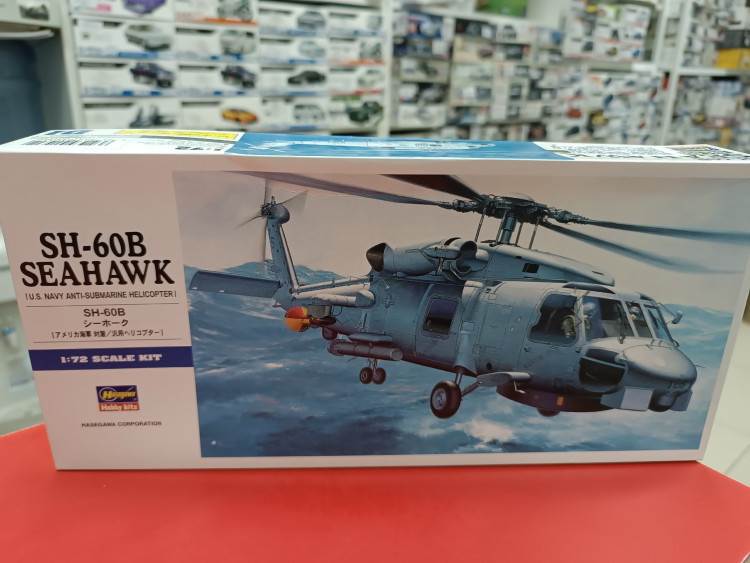 SH-60B
SEAHAWK
[U.S. NAVY ANTI-SUBMARINE HELICOPTER]
SH-60B
シーホーク
[アメリカ海軍 対潜/汎用ヘリコプター]
1:72 SCALE KIT
Hasegawa
Hobby kits
HASEGAWA CORPORATION